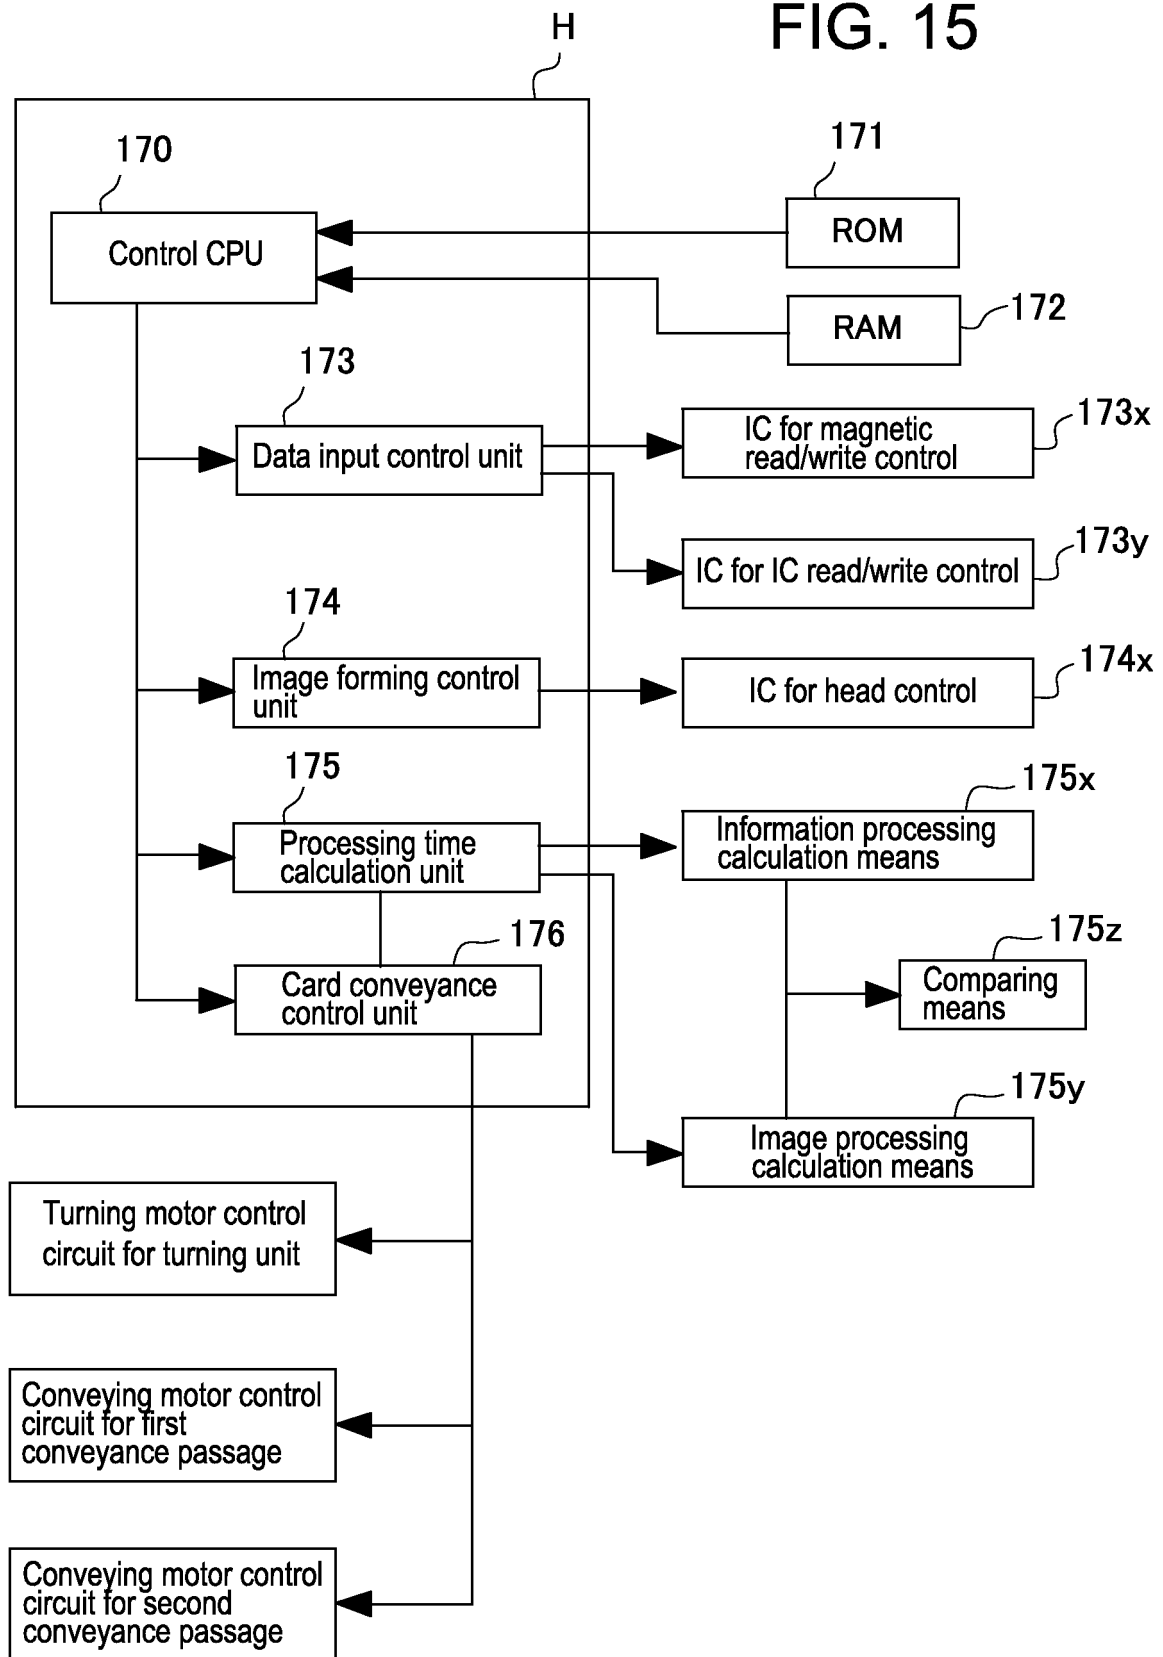 FIG. 15
H
170
Control CPU
171
ROM
RAM
172
173
Data input control unit
IC for magnetic
read/write control
173x
IC for IC read/write control
173y
174
Image forming control
unit
IC for head control
174x
175
Processing time
calculation unit
Information processing
calculation means
175x
176
Card conveyance
control unit
175z
Comparing
means
175y
Image processing
calculation means
Turning motor control
circuit for turning unit
Conveying motor control
circuit for first
conveyance passage
Conveying motor control
circuit for second
conveyance passage